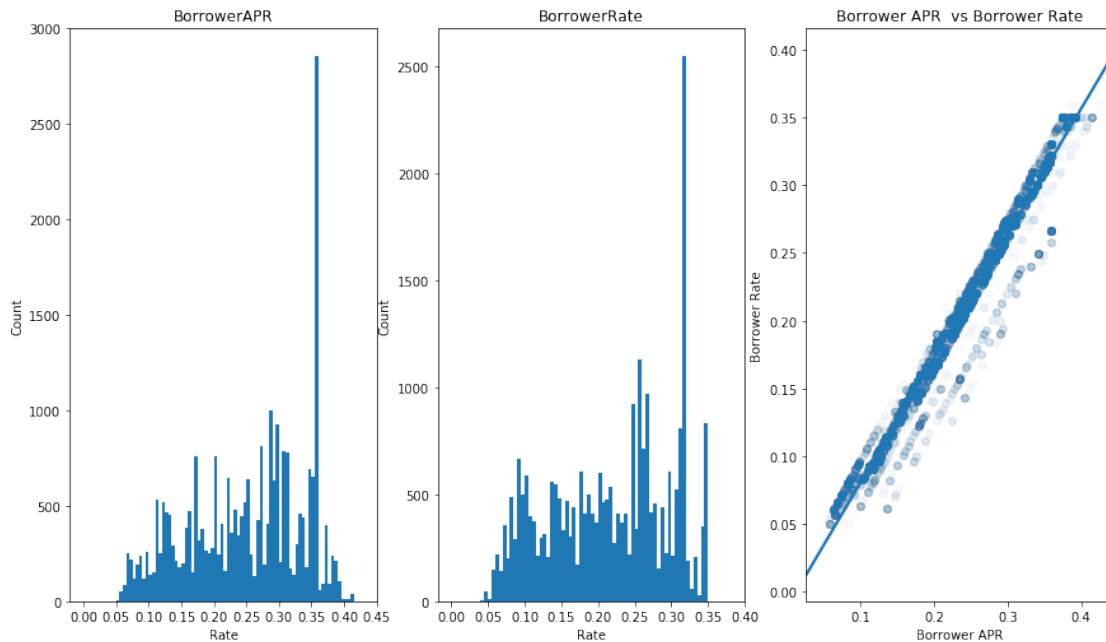 BorrowerAPR
3000
2500
2000
1500
1000
500
0
Count
0.00 0.05 0.10 0.15 0.20 0.25 0.30 0.35 0.40 0.45
Rate
BorrowerRate
2500
2000
1500
1000
500
0
Count
0.00 0.05 0.10 0.15 0.20 0.25 0.30 0.35 0.40
Rate
Borrower APR vs Borrower Rate
0.40
0.35
0.30
0.25
0.20
0.15
0.10
0.05
0.00
Borrower Rate
0.1 0.2 0.3 0.4
Borrower APR